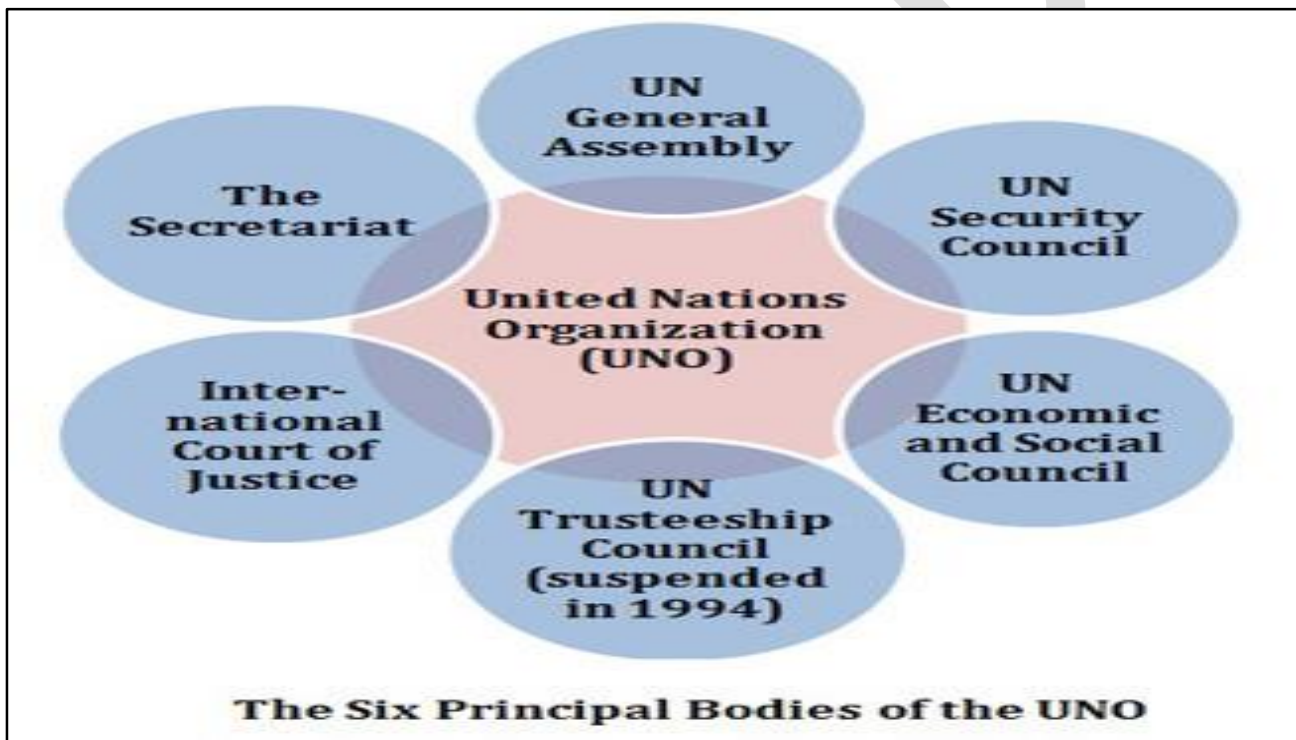 UN
General
Assembly
The
Secretariat
UN
Security
Council
United Nations
Organization
(UNO)
Inter-
national
Court of
Justice
UN
Economic
and Social
Council
UN
Trusteeship
Council
(suspended
in 1994)
The Six Principal Bodies of the UNO